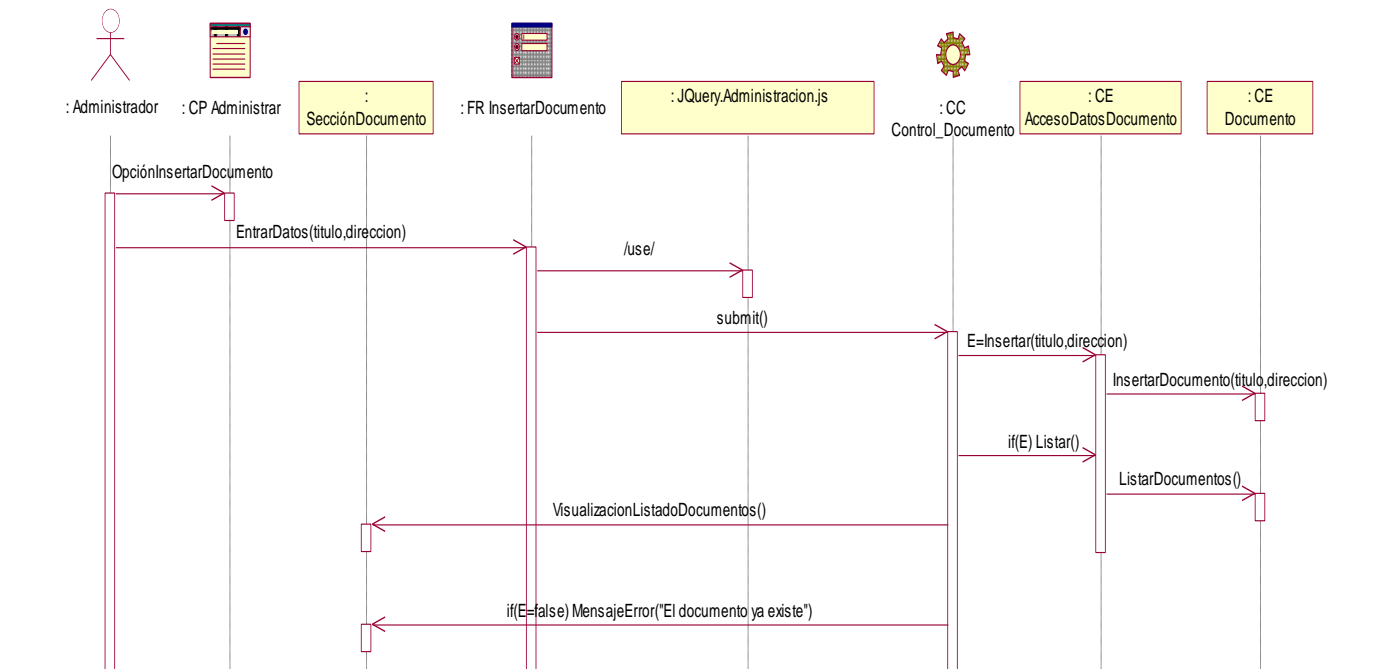 : Administrador
: CP Administrar
:
SecciónDocumento
: FR InsertarDocumento
: JQuery.Administracion.js
: CC
Control_Documento
: CE
AccesoDatosDocumento
: CE
Documento
OpciónInsertarDocumento
EntrarDatos(titulo,direccion)
/use/
submit()
E=Insertar(titulo,direccion)
InsertarDocumento(titulo,direccion)
if(E) Listar()
ListarDocumentos()
VisualizacionListadoDocumentos()
if(E=false) MensajeError("El documento ya existe")